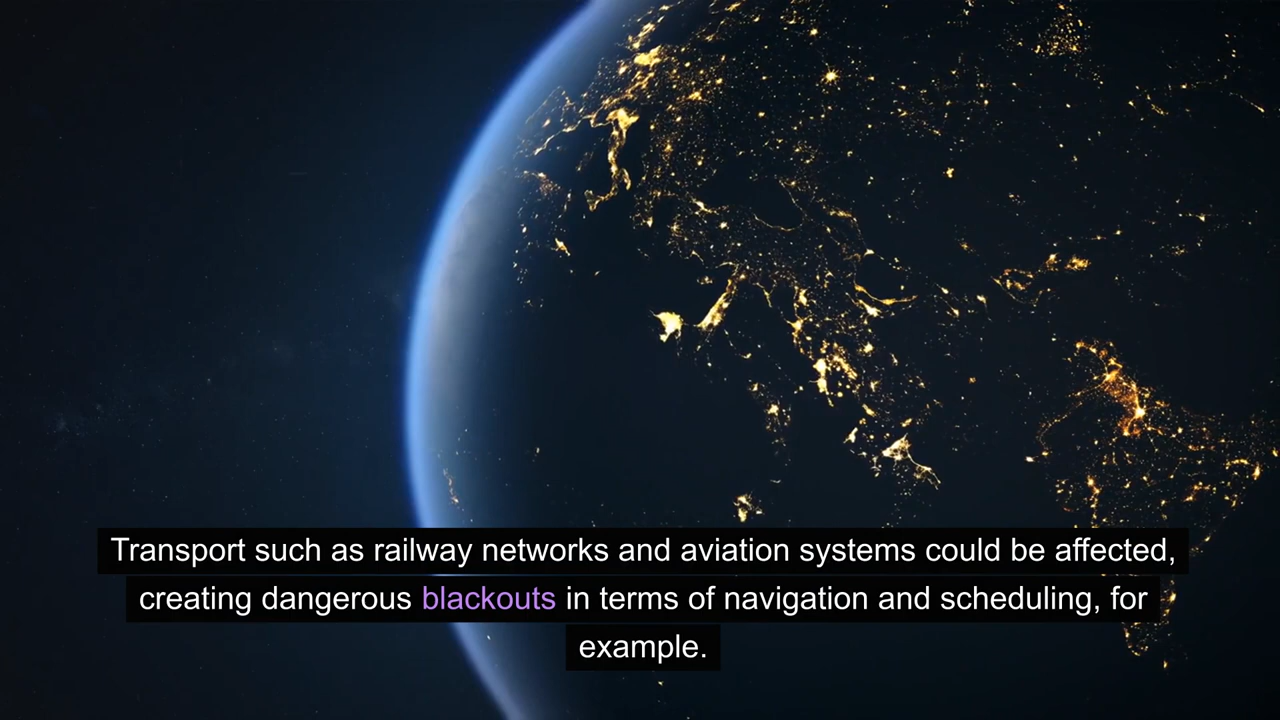 Transport such as railway networks and aviation systems could be affected,
creating dangerous blackouts in terms of navigation and scheduling, for
example.